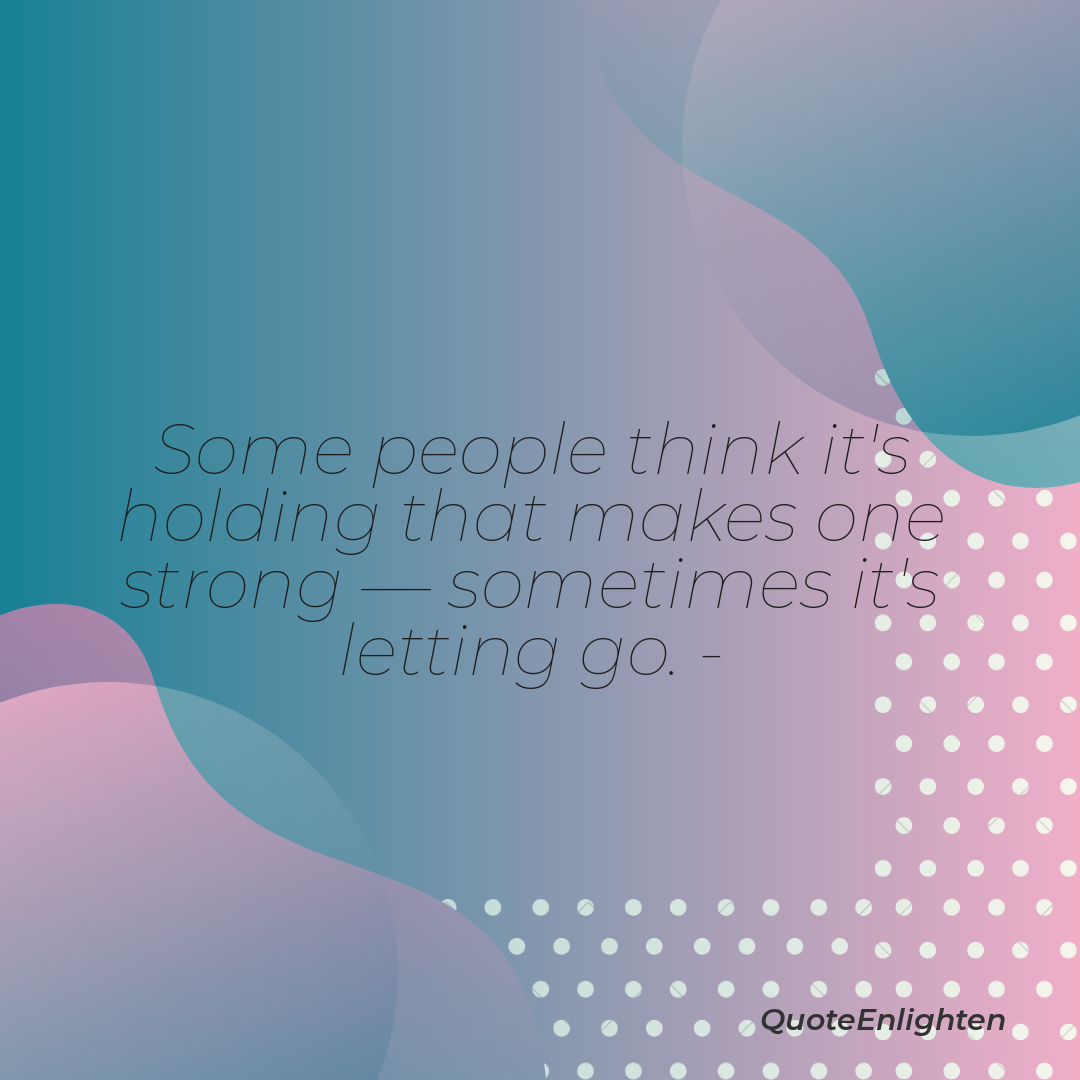 Some people think it's
holding that makes one
strong — sometimes it's
letting go. -
QuoteEnlighten